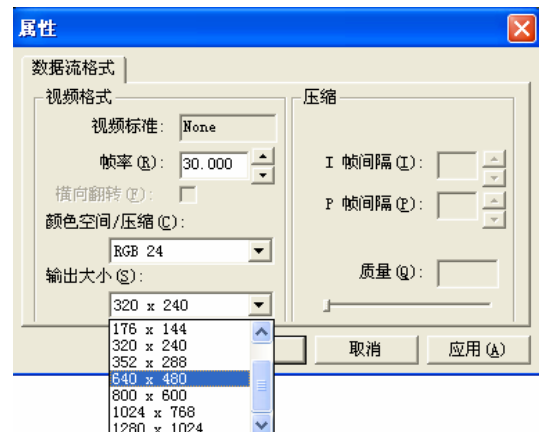 属性
数据流格式
视频格式
视频标准: None
帧率(R): 30.000
横向翻转(F):
颜色空间/压缩(C):
RGB 24
输出大小(S):
320 x 240
176 x 144
320 x 240
352 x 288
640 x 480
800 x 600
1024 x 768
1280 x 1024
压缩
I 帧间隔(I):
P 帧间隔(P):
质量(Q):
取消
应用(A)